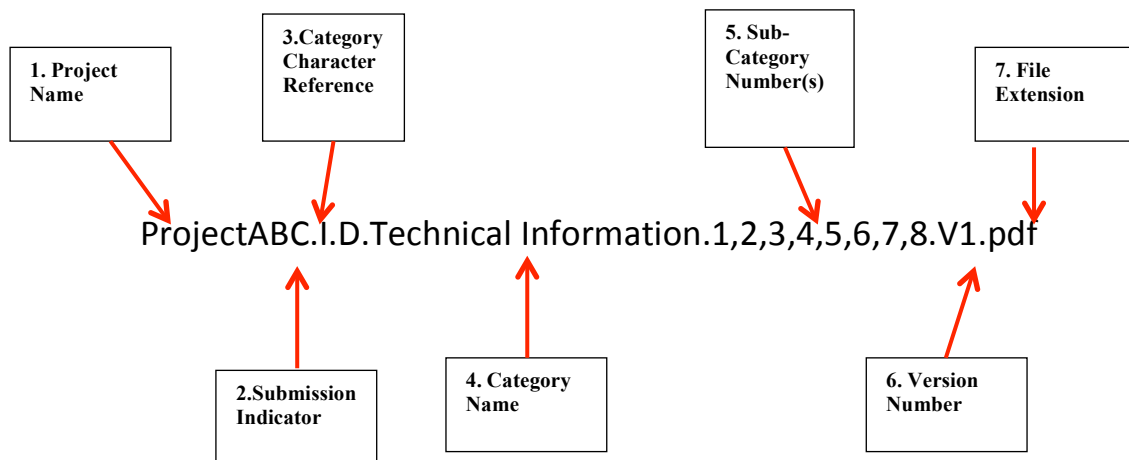 1. Project
Name
3.Category
Character
Reference
5. Sub-
Category
Number(s)
7. File
Extension
ProjectABC.I.D.Technical Information.1,2,3,4,5,6,7,8.V1.pdf
2.Submission
Indicator
4. Category
Name
6. Version
Number